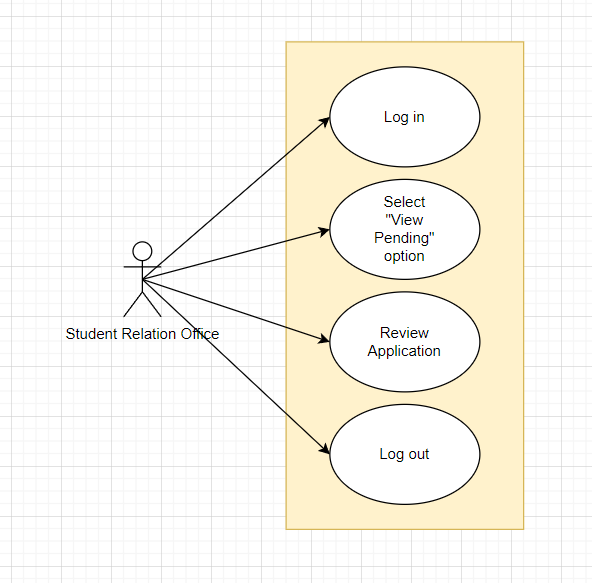 Log in
Select
"View
Pending"
option
Student Relation Office
Review
Application
Log out